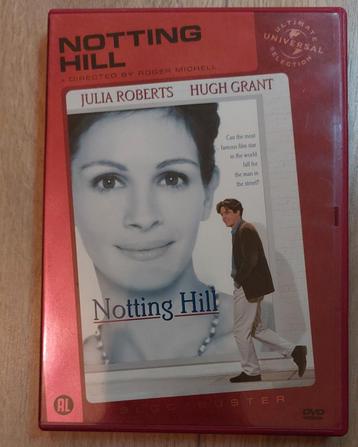 NOTTING
HILL
DIRECTED BY ROGER MICHELL
ULTIMATE
UNIVERSAL
SELECTION
JULIA ROBERTS HUGH GRANT
Can the most
famous film star
in the world
fall for
the man in
the street?
Notting Hill
AL
DVD